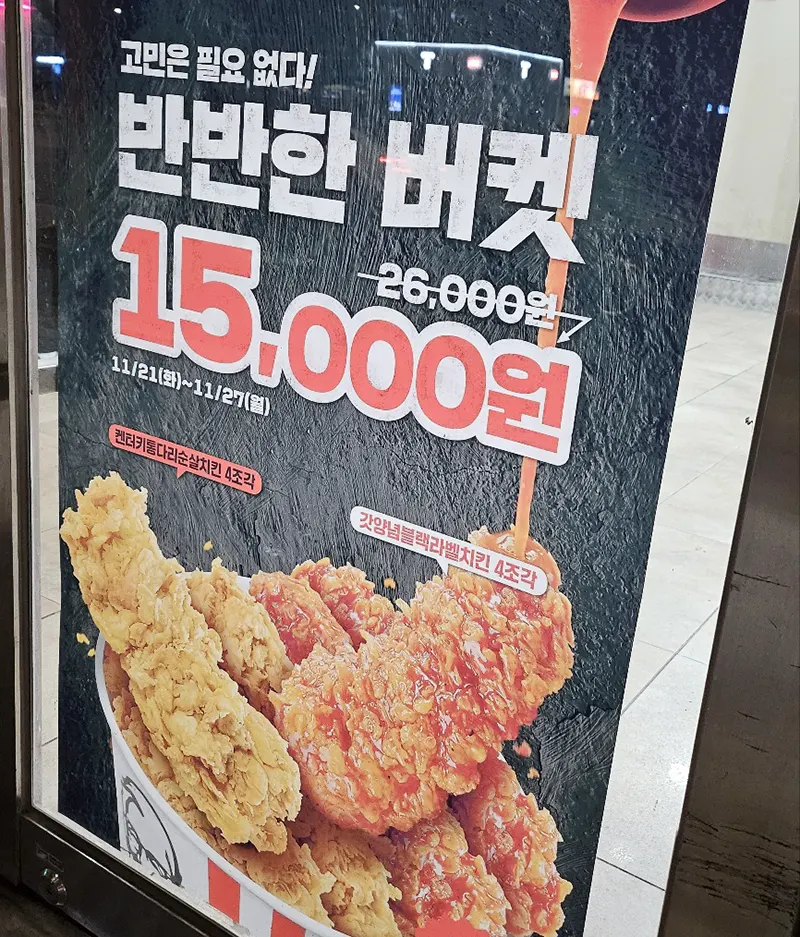 고민은 필요 없다!
반반한 버켓
26,000원
15,000원
11/21(화)~11/27(월)
켄터키통다리순살치킨 4조각
갓양념블랙라벨치킨 4조각